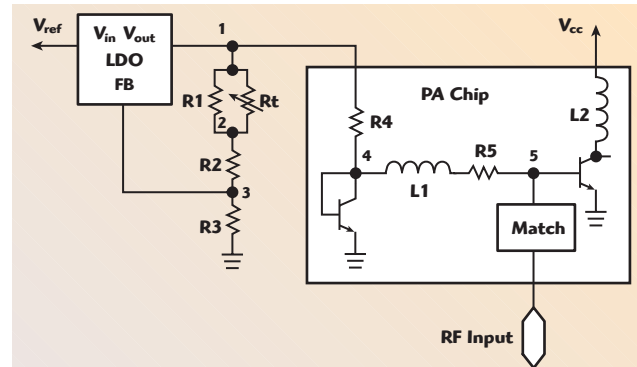 Vref
Vin Vout
LDO
FB
1
R1
Rt
2
R2
3
R3
Vcc
PA Chip
L2
R4
4
L1
R5
5
Match
RF Input